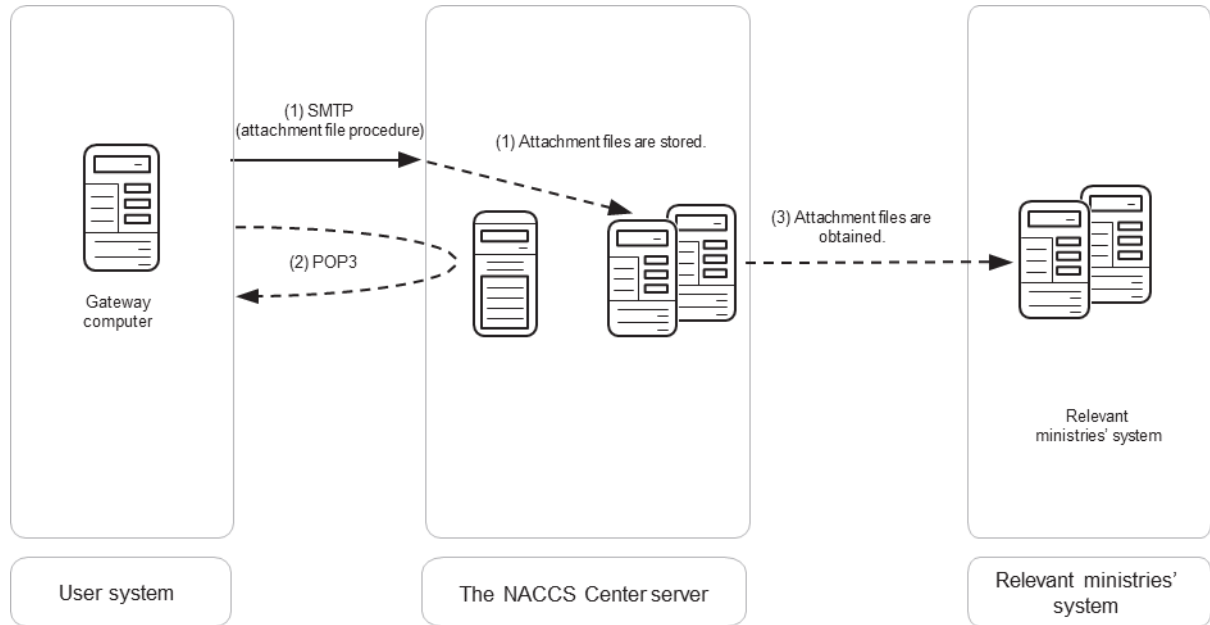 (1) SMTP
(attachment file procedure)
(1) Attachment files are stored.
(2) POP3
(3) Attachment files are
obtained.
Gateway
computer
Relevant
ministries’ system
User system
The NACCS Center server
Relevant ministries’
system